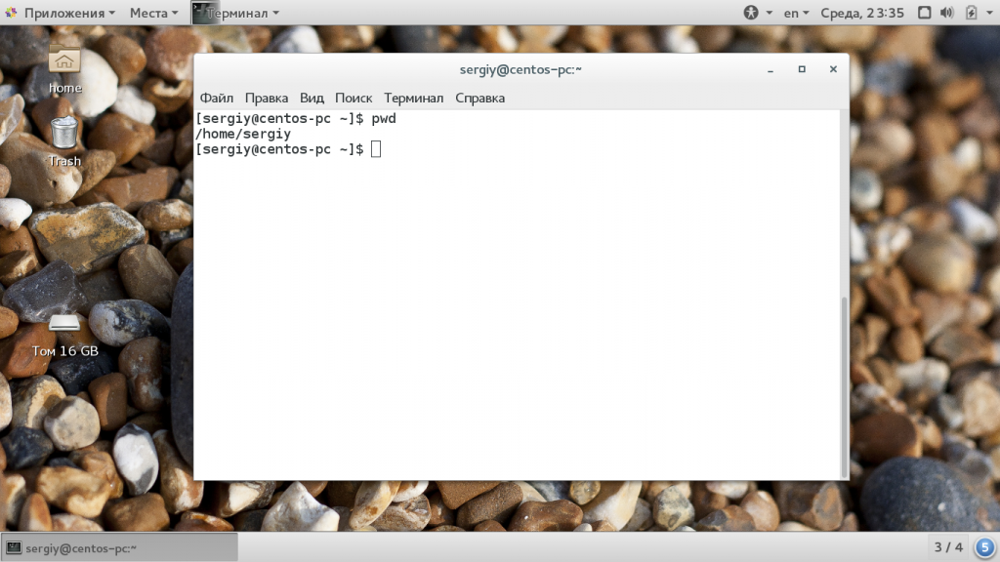 Приложения Места Терминал en Среда, 23:35
home
Trash
Том 16 GB
sergiy@centos-pc:~
Файл Правка Вид Поиск Терминал Справка
[sergiy@centos-pc ~]$ pwd
/home/sergiy
[sergiy@centos-pc ~]$
sergiy@centos-pc:~ 3 / 4 5